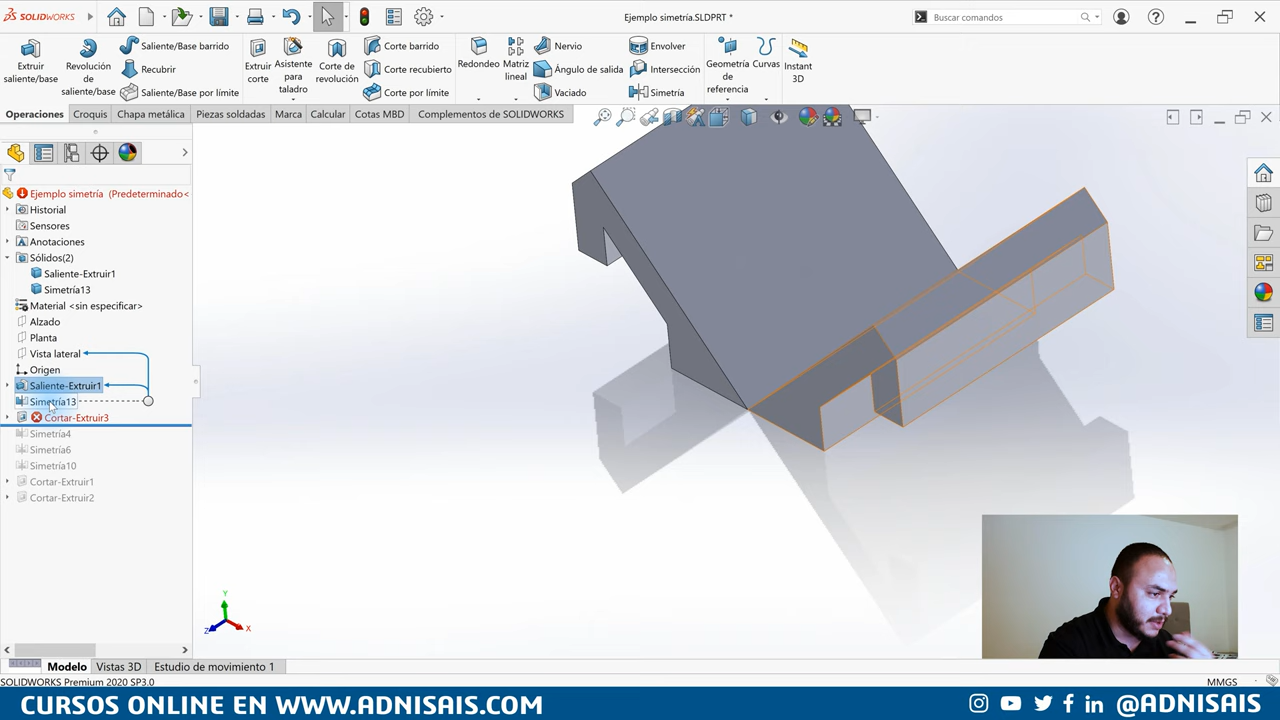 SOLIDWORKS
Ejemplo simetría.SLDPRT *
Buscar comandos
Extruir saliente/base
Revolución de saliente/base
Saliente/Base barrido
Recubrir
Saliente/Base por límite
Extruir corte
Asistente para taladro
Corte de revolución
Corte barrido
Corte recubierto
Corte por límite
Redondeo
Matriz lineal
Nervio
Ángulo de salida
Vaciado
Envolver
Intersección
Simetría
Geometría de referencia
Curvas
Instant 3D
Operaciones
Croquis
Chapa metálica
Piezas soldadas
Marca
Calcular
Cotas MBD
Complementos de SOLIDWORKS
Ejemplo simetría (Predeterminado<
Historial
Sensores
Anotaciones
Sólidos(2)
Saliente-Extruir1
Simetría13
Material <sin especificar>
Alzado
Planta
Vista lateral
Origen
Saliente-Extruir1
Simetría13
Cortar-Extruir3
Simetría4
Simetría6
Simetría10
Cortar-Extruir1
Cortar-Extruir2
Y
Z
X
Modelo
Vistas 3D
Estudio de movimiento 1
SOLIDWORKS Premium 2020 SP3.0
MMGS
CURSOS ONLINE EN WWW.ADNISAIS.COM
@ADNISAIS